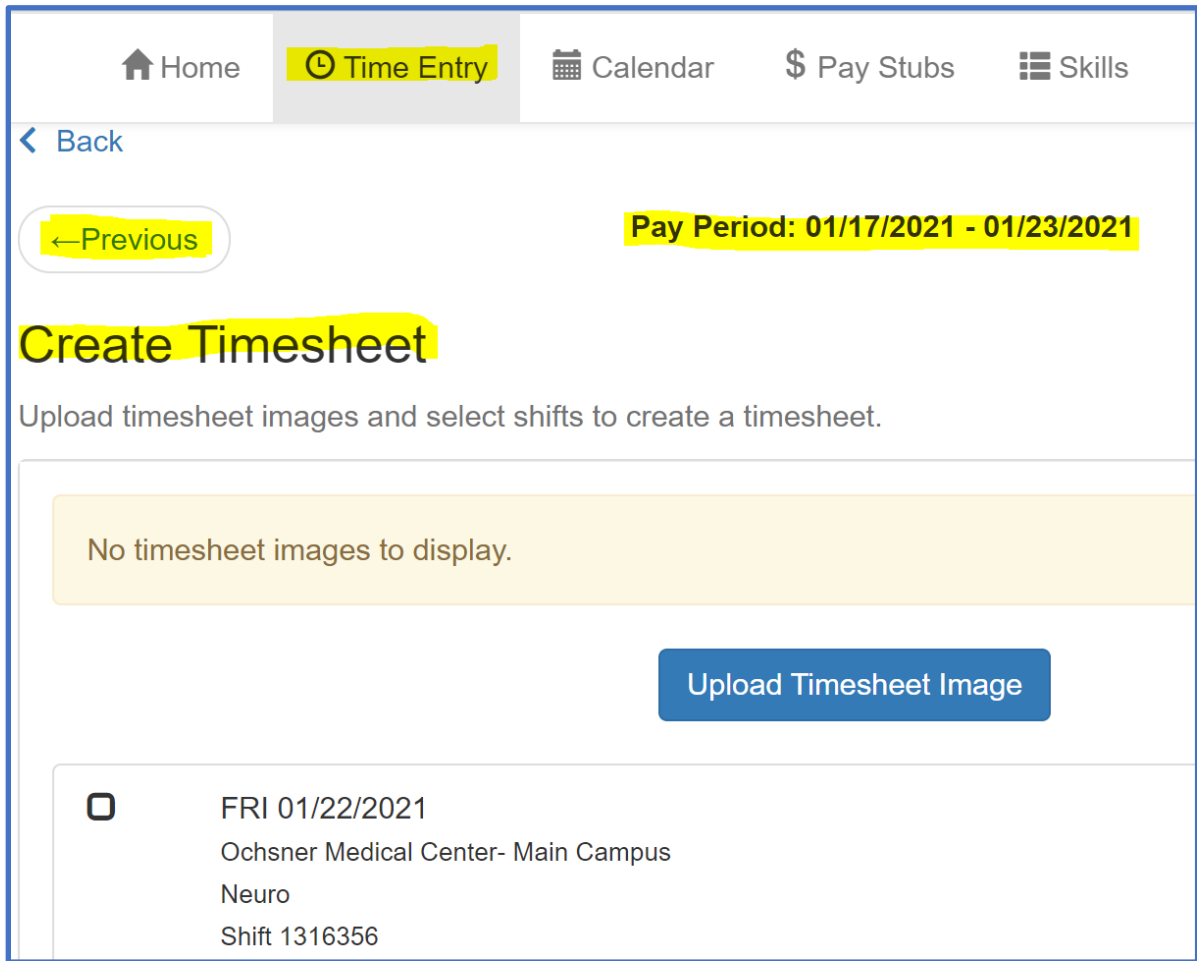 Home Time Entry Calendar $ Pay Stubs Skills
Back
←Previous Pay Period: 01/17/2021 - 01/23/2021
Create Timesheet
Upload timesheet images and select shifts to create a timesheet.
No timesheet images to display.
Upload Timesheet Image
FRI 01/22/2021
Ochsner Medical Center- Main Campus
Neuro
Shift 1316356